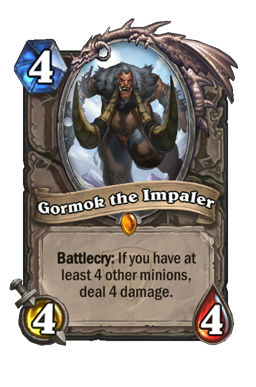 4
Gormok the Impaler
Battlecry: If you have at
least 4 other minions,
deal 4 damage.
4
4